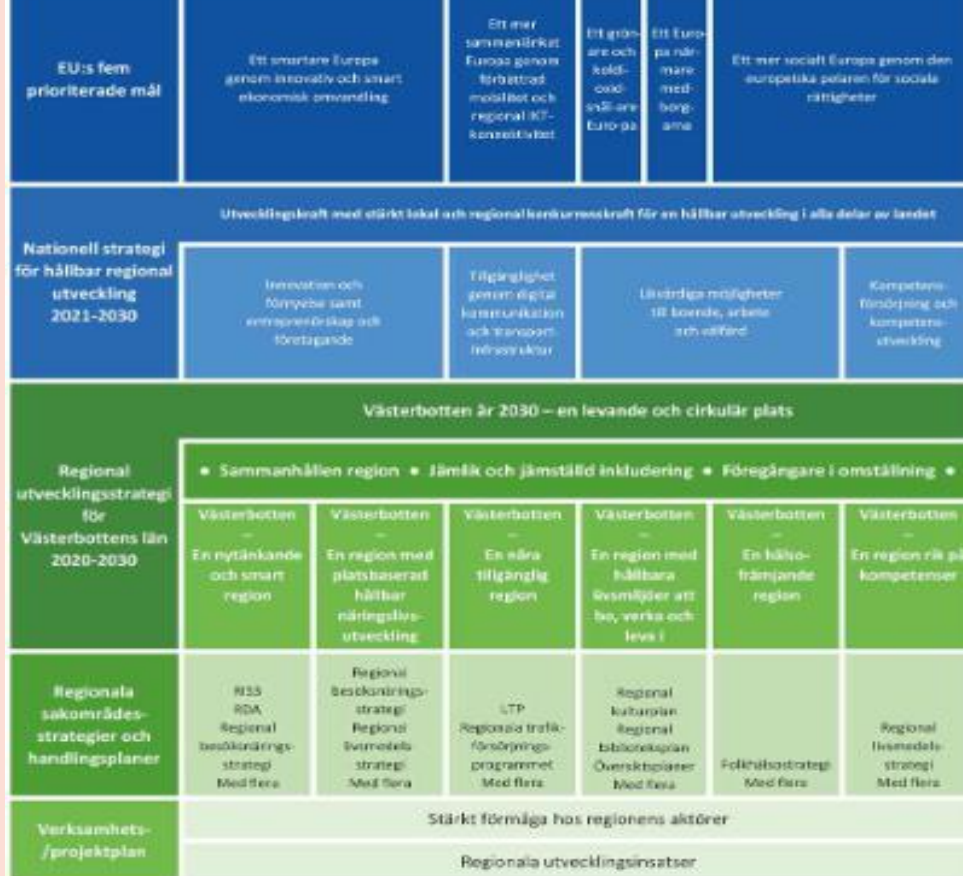 EU:s fem
prioriterade mål
Ett smartare Europa
genom innovativ och smart
ekonomisk omvandling
Ett mer
sammanlänkat
Europa genom
förbättrad
mobilitet och
regional IKT-
konnektivitet
Ett grön-
are och
kold-
oxid-
snål-are
Euro-pa
Ett Euro-
pa när-
mare
med-
borg-
arna
Ett mer socialt Europa genom den
europeiska pelaren för sociala
rättigheter
Nationell strategi
för hållbar regional
utveckling
2021-2030
Utvecklingskraft med stärkt lokal och regional konkurrenskraft för en hållbar utveckling i alla delar av landet
Innovation och
förnyelse samt
entreprenörskap och
företagande
Tillgänglighet
genom digital
kommunikation
och transport-
infrastruktur
Likvärdiga möjligheter
till boende, arbete
och välfärd
Kompetens-
försörjning och
kompetens-
utveckling
Regional
utvecklingsstrategi
för
Västerbottens län
2020-2030
Västerbotten är 2030 – en levande och cirkulär plats
• Sammanhållen region • Jämlik och jämställd inkludering • Föregångare i omställning •
Västerbotten
–
En nytänkande
och smart
region
Västerbotten
–
En region med
platsbaserad
hållbar
näringslivs-
utveckling
Västerbotten
–
En nära
tillgänglig
region
Västerbotten
–
En region med
hållbara
livsmiljöer att
bo, verka och
leva i
Västerbotten
–
En hälso-
främjande
region
Västerbotten
–
En region rik på
kompetenser
Regionala
sakområdes-
strategier och
handlingsplaner
RISS
RDA
Regional
besöksnärings-
strategi
Med flera
Regional
besöksnärings-
strategi
Regional
livsmedels
strategi
Med flera
LTP
Regionala trafik-
försörjnings-
programmet
Med flera
Regional
kulturplan
Regional
biblioteksplan
Översiktsplaner
Med flera
Folkhälsostrategi
Med flera
Regional
livsmedels-
strategi
Med flera
Verksamhets-
/projektplan
Stärkt förmåga hos regionens aktörer
Regionala utvecklingsinsatser